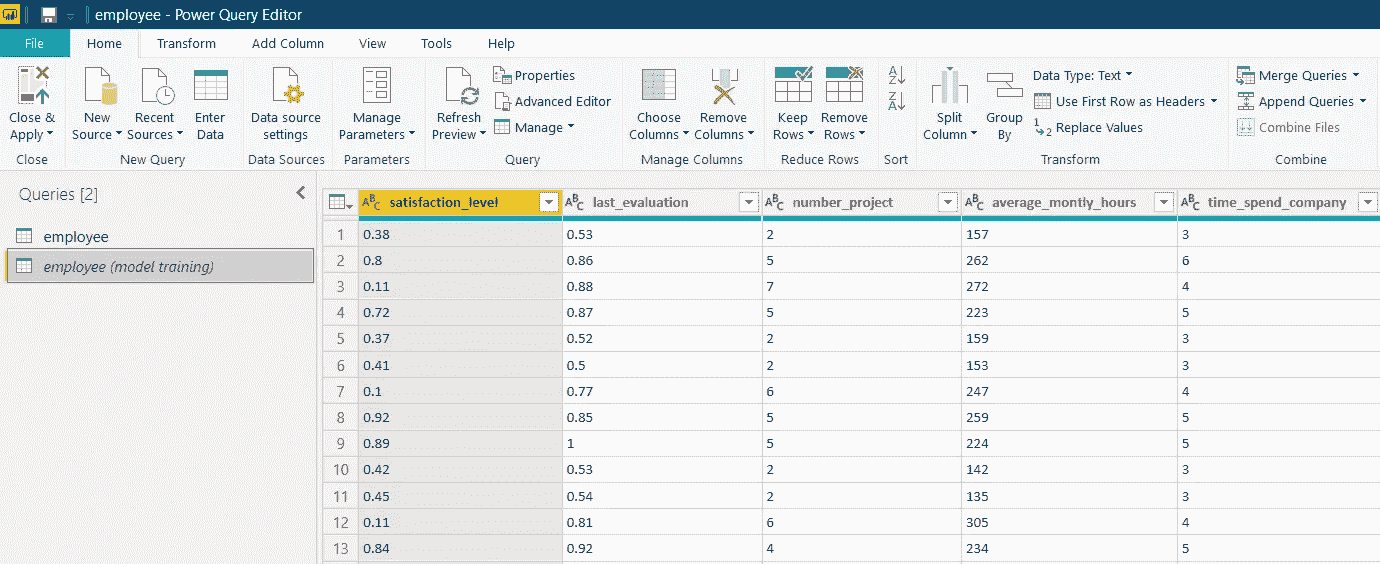 employee - Power Query Editor
File Home Transform Add Column View Tools Help
Close & Apply
New Source
Recent Sources
Enter Data
Data source settings
Manage Parameters
Refresh Preview
Properties
Advanced Editor
Manage
Choose Columns
Remove Columns
Keep Rows
Remove Rows
A Z
Z A
Split Column
Group By
Data Type: Text
Use First Row as Headers
1 2 Replace Values
Merge Queries
Append Queries
Combine Files
Close New Query Data Sources Parameters Query Manage Columns Reduce Rows Sort Transform Combine
Queries [2]
employee
employee (model training)
ABC satisfaction_level ABC last_evaluation ABC number_project ABC average_montly_hours ABC time_spend_company
1 0.38 0.53 2 157 3
2 0.8 0.86 5 262 6
3 0.11 0.88 7 272 4
4 0.72 0.87 5 223 5
5 0.37 0.52 2 159 3
6 0.41 0.5 2 153 3
7 0.1 0.77 6 247 4
8 0.92 0.85 5 259 5
9 0.89 1 5 224 5
10 0.42 0.53 2 142 3
11 0.45 0.54 2 135 3
12 0.11 0.81 6 305 4
13 0.84 0.92 4 234 5